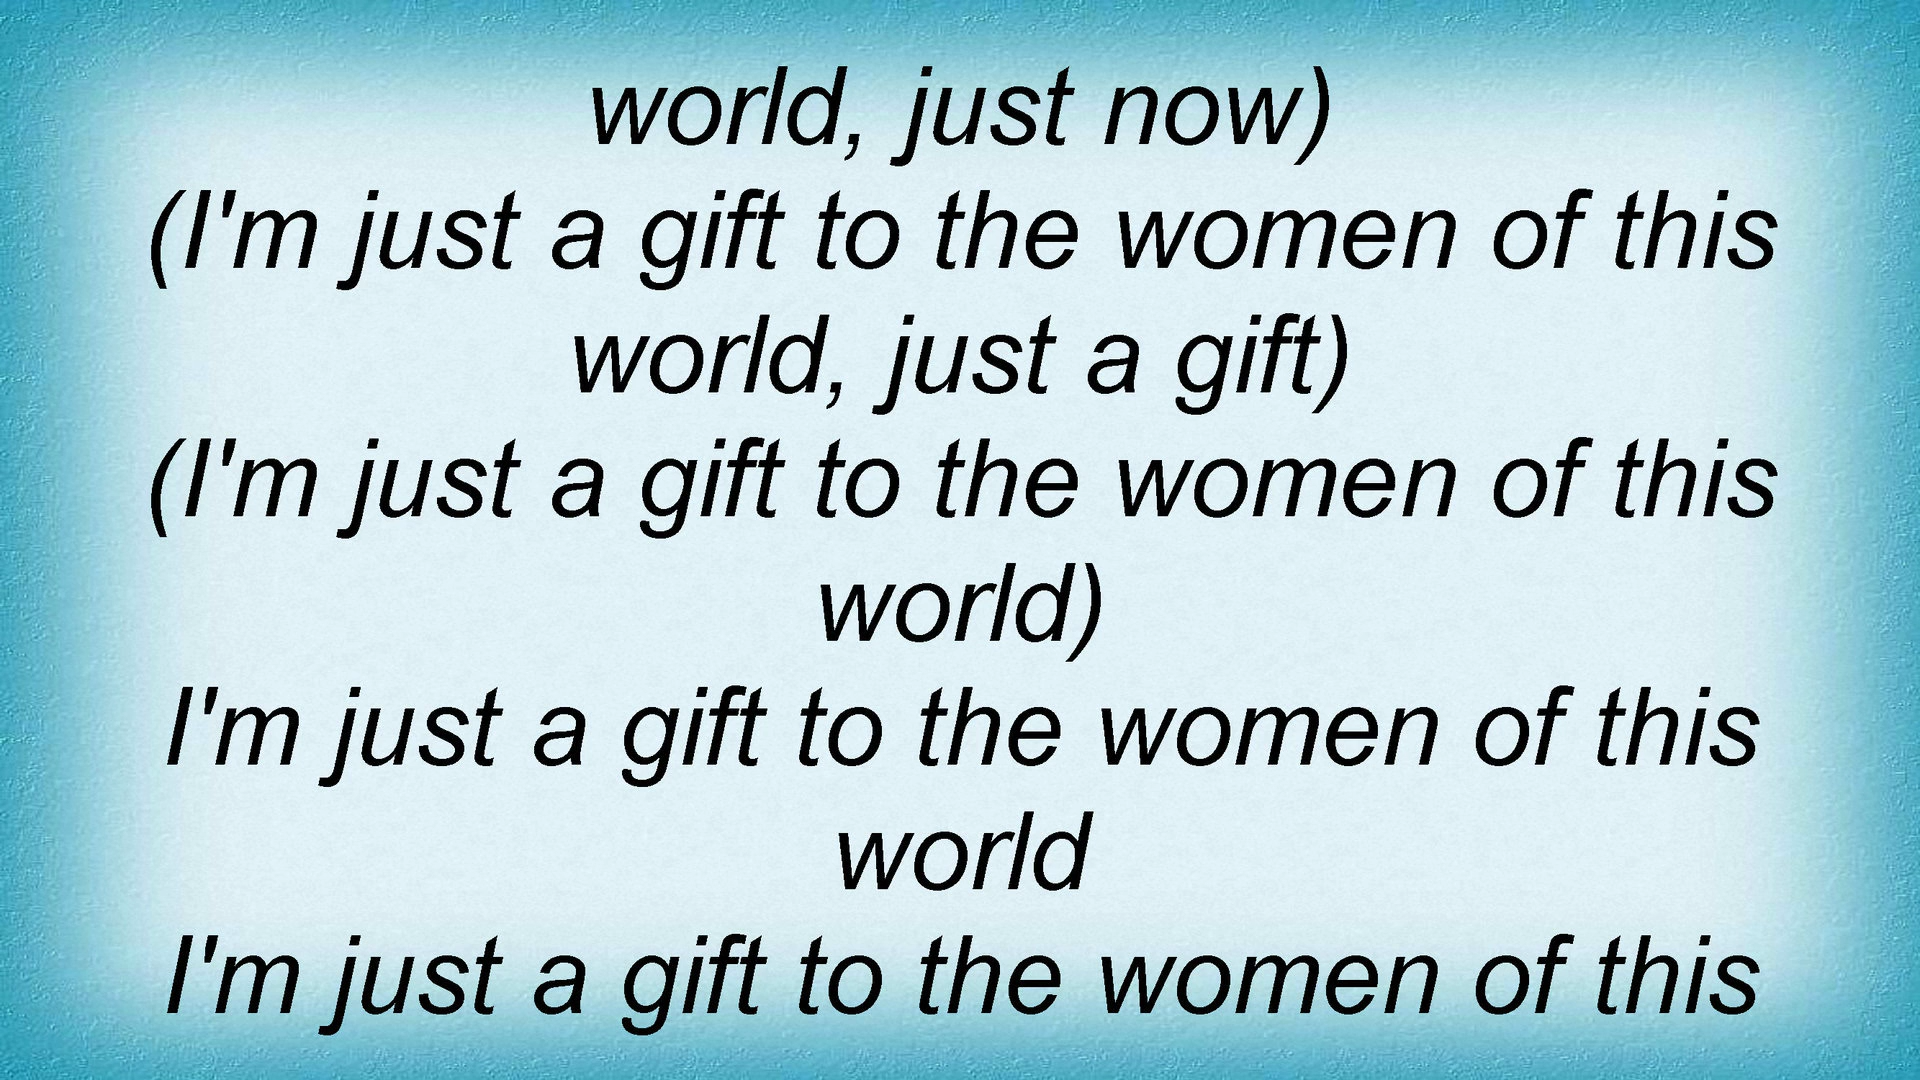 world, just now)
(I'm just a gift to the women of this
world, just a gift)
(I'm just a gift to the women of this
world)
I'm just a gift to the women of this
world
I'm just a gift to the women of this